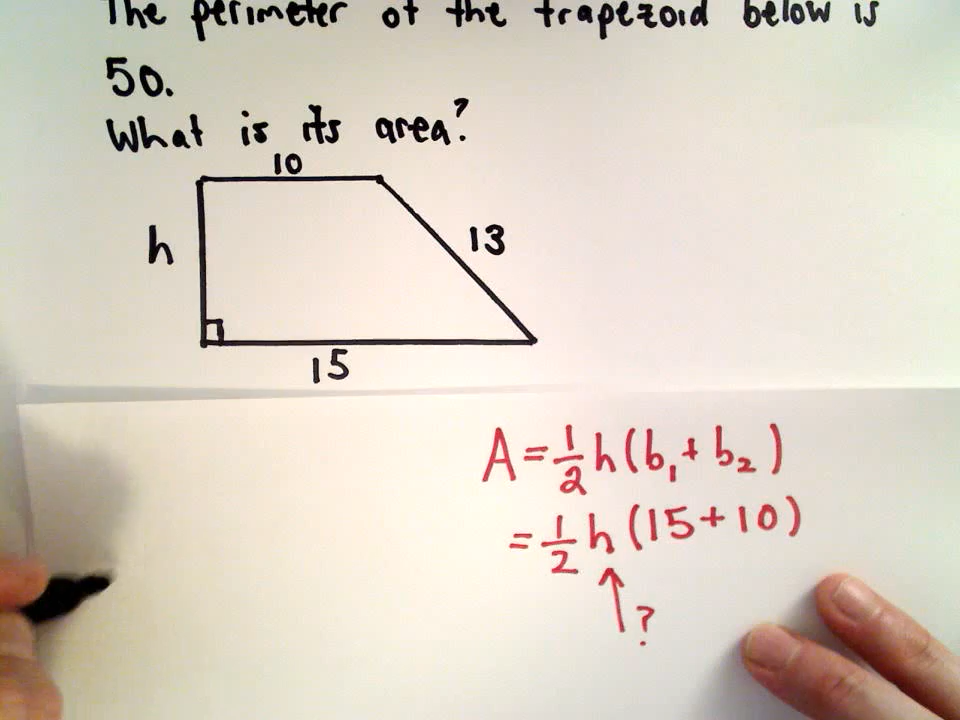 The perimeter of the trapezoid below is
50.
What is its area?
10
h
13
15
A = 1/2 h (b₁ + b₂)
= 1/2 h (15 + 10)
?